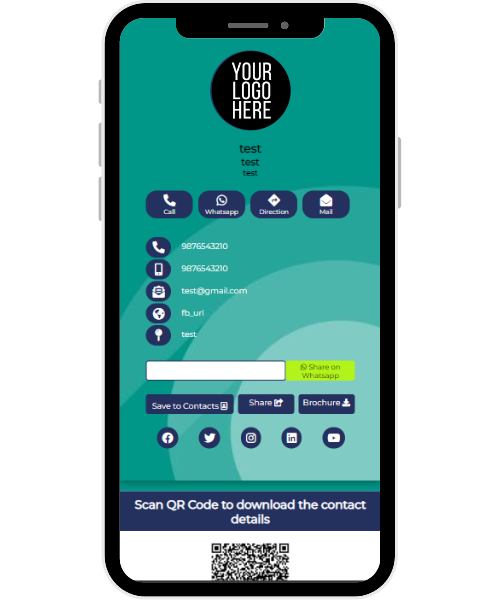 YOUR
LOGO
HERE
test
test
test
Call Whatsapp Direction Mail
9876543210
9876543210
test@gmail.com
fb_url
test
Share on
Whatsapp
Save to Contacts Share Brochure
Scan QR Code to download the contact
details